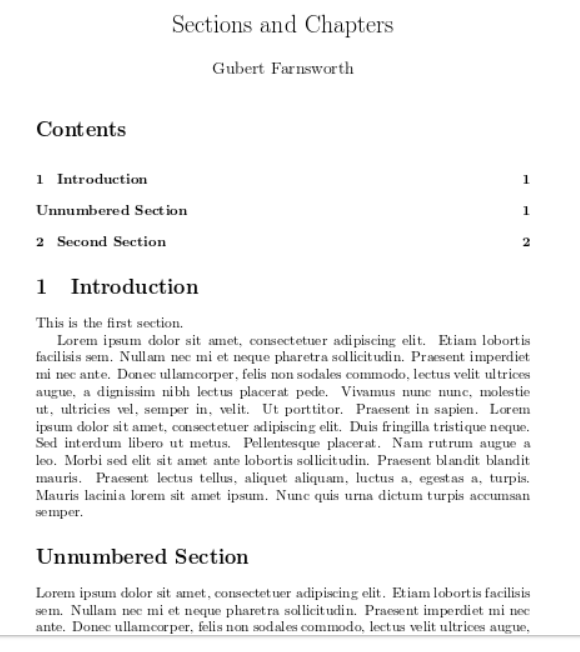 Sections and Chapters
Gubert Farnsworth
Contents
1 Introduction 1
Unnumbered Section 1
2 Second Section 2
1 Introduction
This is the first section.
Lorem ipsum dolor sit amet, consectetuer adipiscing elit. Etiam lobortis
facilisis sem. Nullam nec mi et neque pharetra sollicitudin. Praesent imperdiet
mi nec ante. Donec ullamcorper, felis non sodales commodo, lectus velit ultrices
augue, a dignissim nibh lectus placerat pede. Vivamus nunc nunc, molestie
ut, ultricies vel, semper in, velit. Ut porttitor. Praesent in sapien. Lorem
ipsum dolor sit amet, consectetuer adipiscing elit. Duis fringilla tristique neque.
Sed interdum libero ut metus. Pellentesque placerat. Nam rutrum augue a
leo. Morbi sed elit sit amet ante lobortis sollicitudin. Praesent blandit blandit
mauris. Praesent lectus tellus, aliquet aliquam, luctus a, egestas a, turpis.
Mauris lacinia lorem sit amet ipsum. Nunc quis urna dictum turpis accumsan
semper.
Unnumbered Section
Lorem ipsum dolor sit amet, consectetuer adipiscing elit. Etiam lobortis facilisis
sem. Nullam nec mi et neque pharetra sollicitudin. Praesent imperdiet mi nec
ante. Donec ullamcorper, felis non sodales commodo, lectus velit ultrices augue,